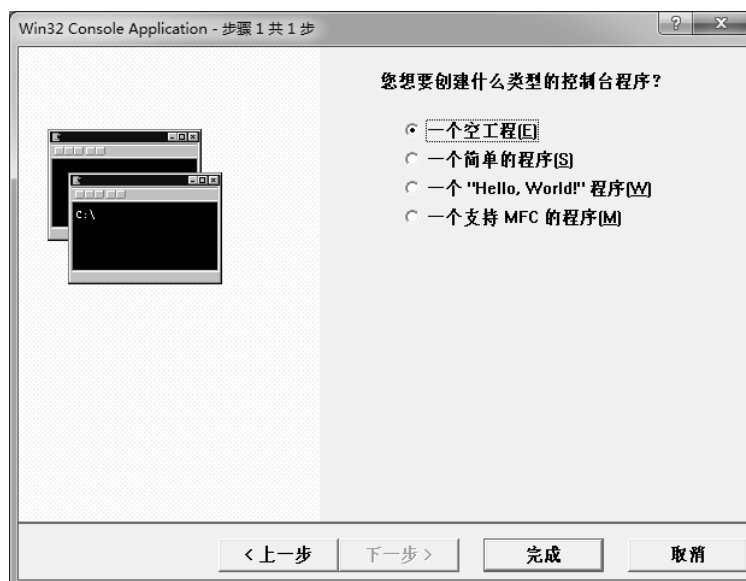 Win32 Console Application - 步骤 1 共 1 步
您想要创建什么类型的控制台程序？
一个空工程(E)
一个简单的程序(S)
一个 "Hello, World!" 程序(W)
一个支持 MFC 的程序(M)
C:\
< 上一步
下一步 >
完成
取消